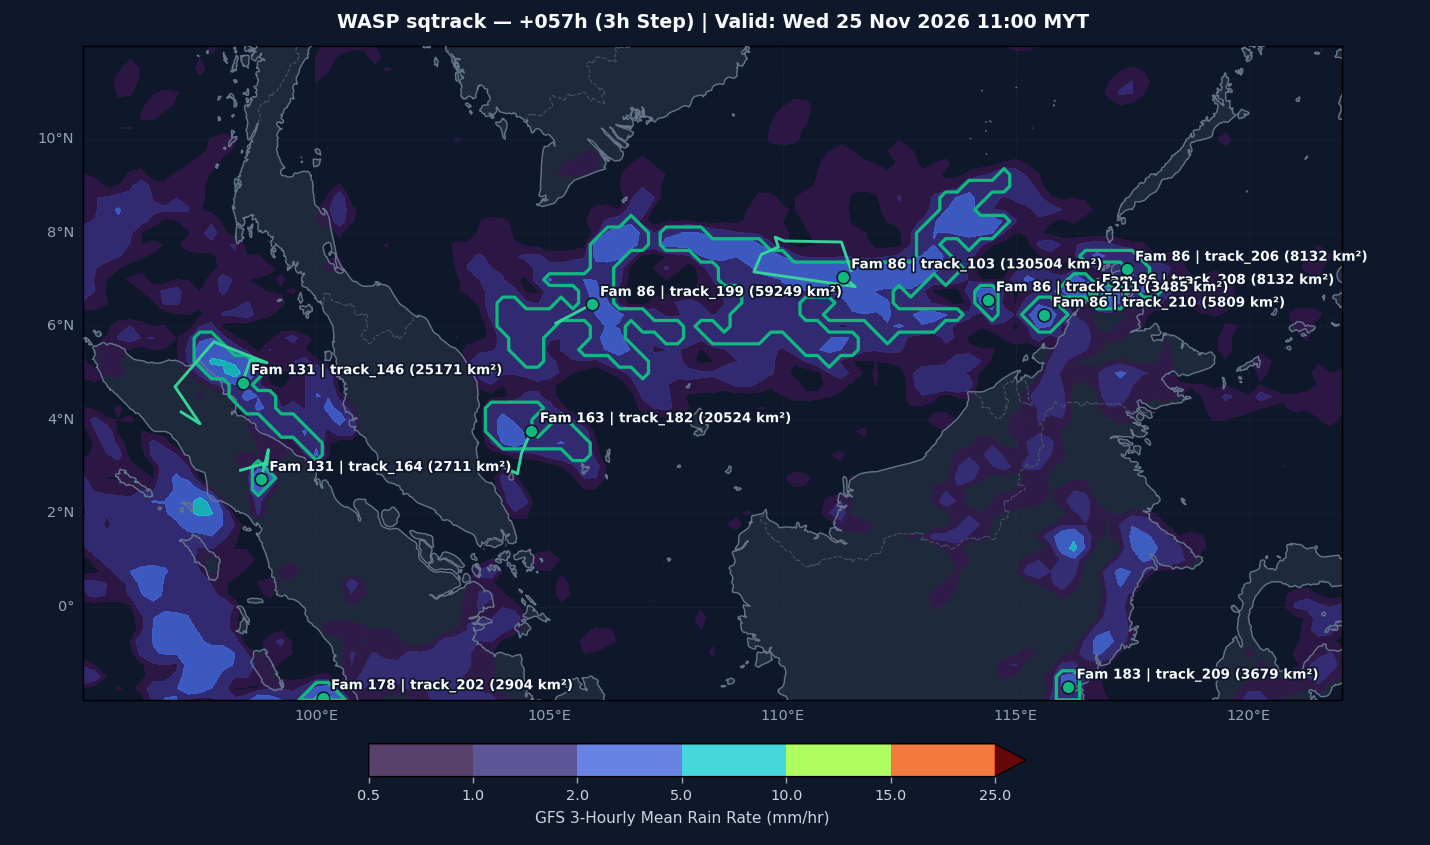 WASP sqtrack — +057h (3h Step) | Valid: Wed 25 Nov 2026 11:00 MYT
10°N
8°N
6°N
4°N
2°N
0°
Fam 86 | track_206 (8132 km²)
Fam 86 | track_103 (130504 km²)
Fam 86 | track_208 (8132 km²)
Fam 86 | track_211 (3485 km²)
Fam 86 | track_199 (59249 km²)
Fam 86 | track_210 (5809 km²)
Fam 131 | track_146 (25171 km²)
Fam 163 | track_182 (20524 km²)
Fam 131 | track_164 (2711 km²)
Fam 183 | track_209 (3679 km²)
Fam 178 | track_202 (2904 km²)
100°E 105°E 110°E 115°E 120°E
0.5 1.0 2.0 5.0 10.0 15.0 25.0
GFS 3-Hourly Mean Rain Rate (mm/hr)